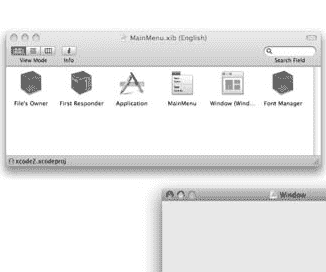 MainMenu.xib (English)
View Mode Info Search Field
File's Owner First Responder Application MainMenu Window (Wind... Font Manager
xcode2.xcodeproj
Window